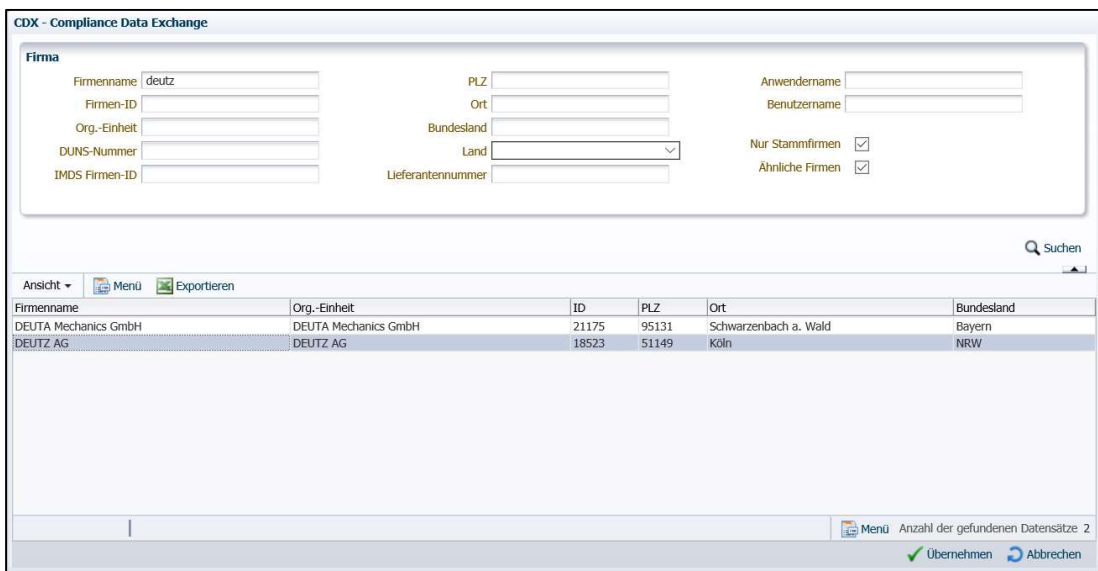 CDX - Compliance Data Exchange
Firma
Firmenname deutz PLZ Anwendername
Firmen-ID Ort Benutzername
Org.-Einheit Bundesland
DUNS-Nummer Land Nur Stammfirmen
IMDS Firmen-ID Lieferantennummer Ähnliche Firmen
Suchen
Ansicht Menü Exportieren
Firmenname Org.-Einheit ID PLZ Ort Bundesland
DEUTA Mechanics GmbH DEUTA Mechanics GmbH 21175 95131 Schwarzenbach a. Wald Bayern
DEUTZ AG DEUTZ AG 18523 51149 Köln NRW
Menü Anzahl der gefundenen Datensätze 2
Übernehmen Abbrechen